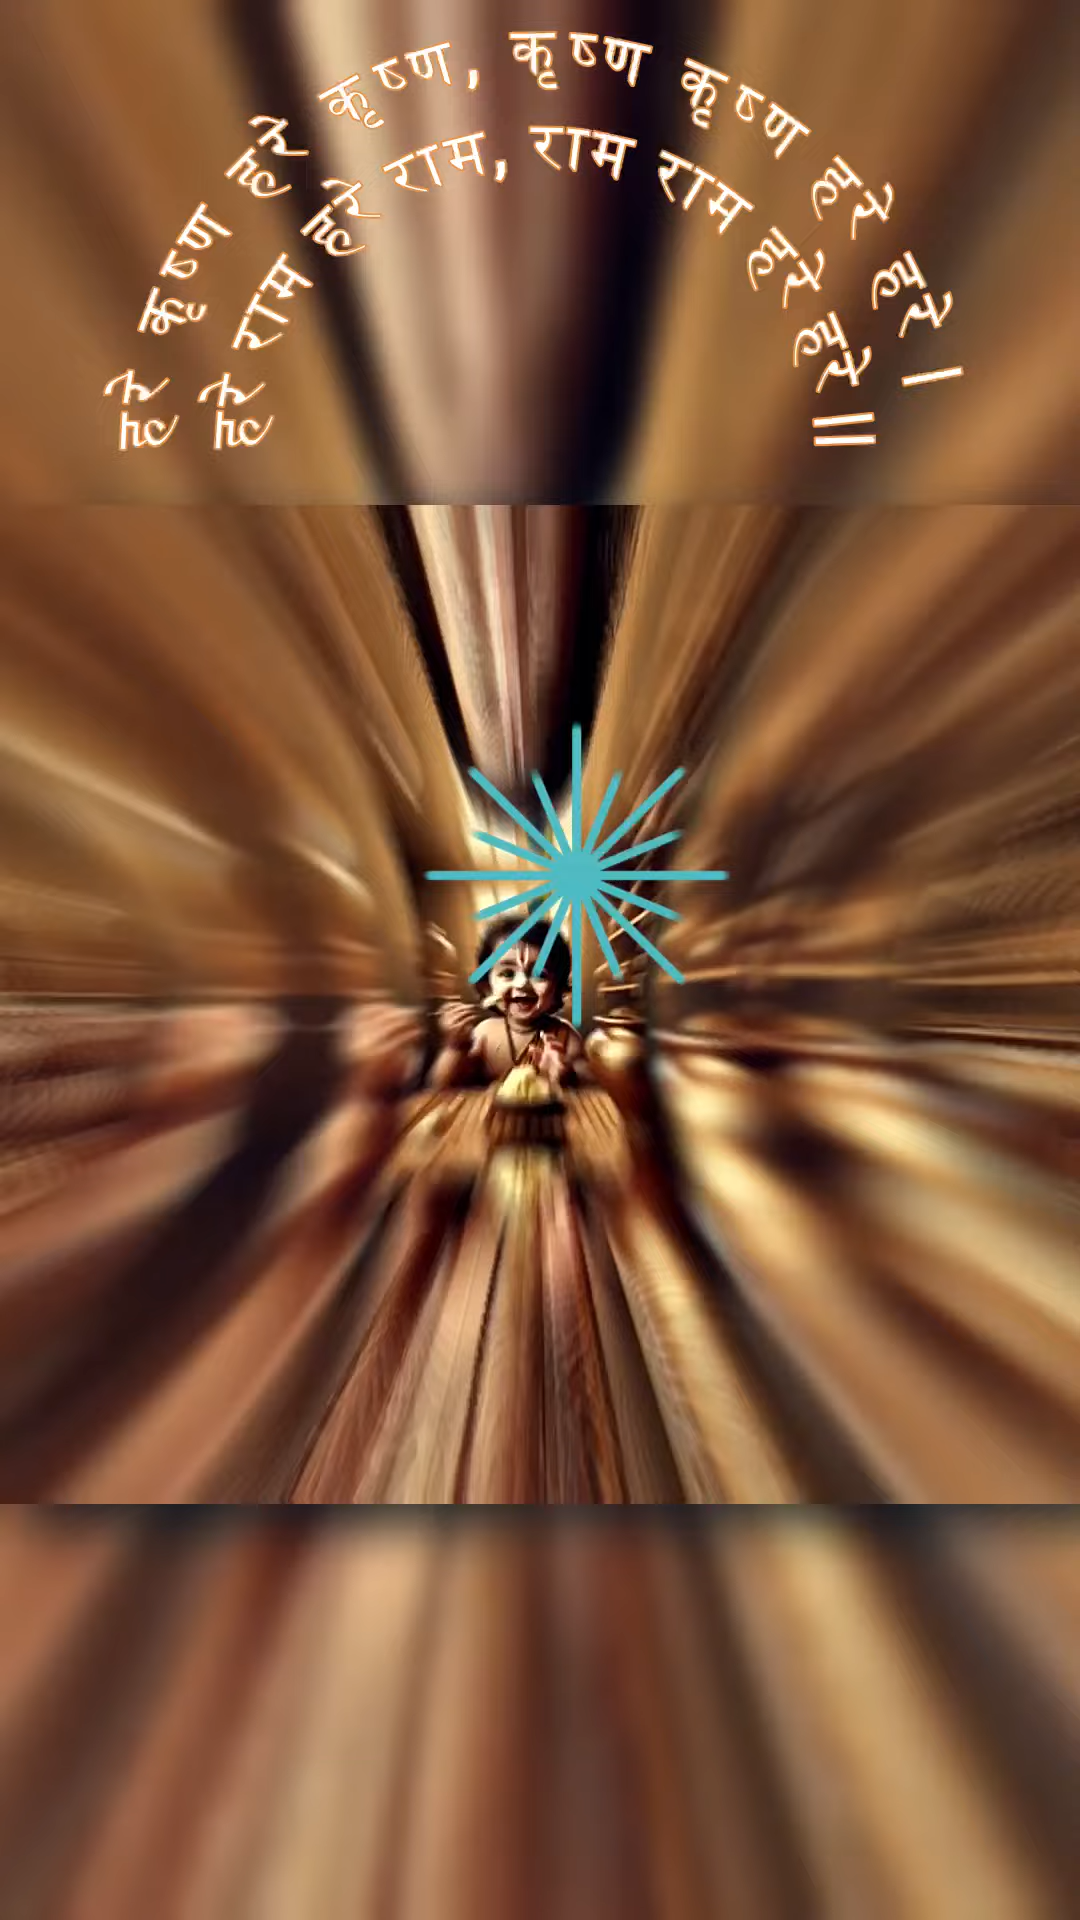 हरे कृष्ण हरे कृष्ण, कृष्ण कृष्ण हरे हरे ।
हरे राम हरे राम, राम राम हरे हरे ॥